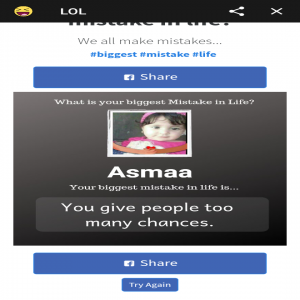 LOL
mistake in life?
We all make mistakes...
#biggest #mistake #life
Share
What is your biggest Mistake in Life?
Asmaa
Your biggest mistake in life is...
You give people too
many chances.
Share
Try Again